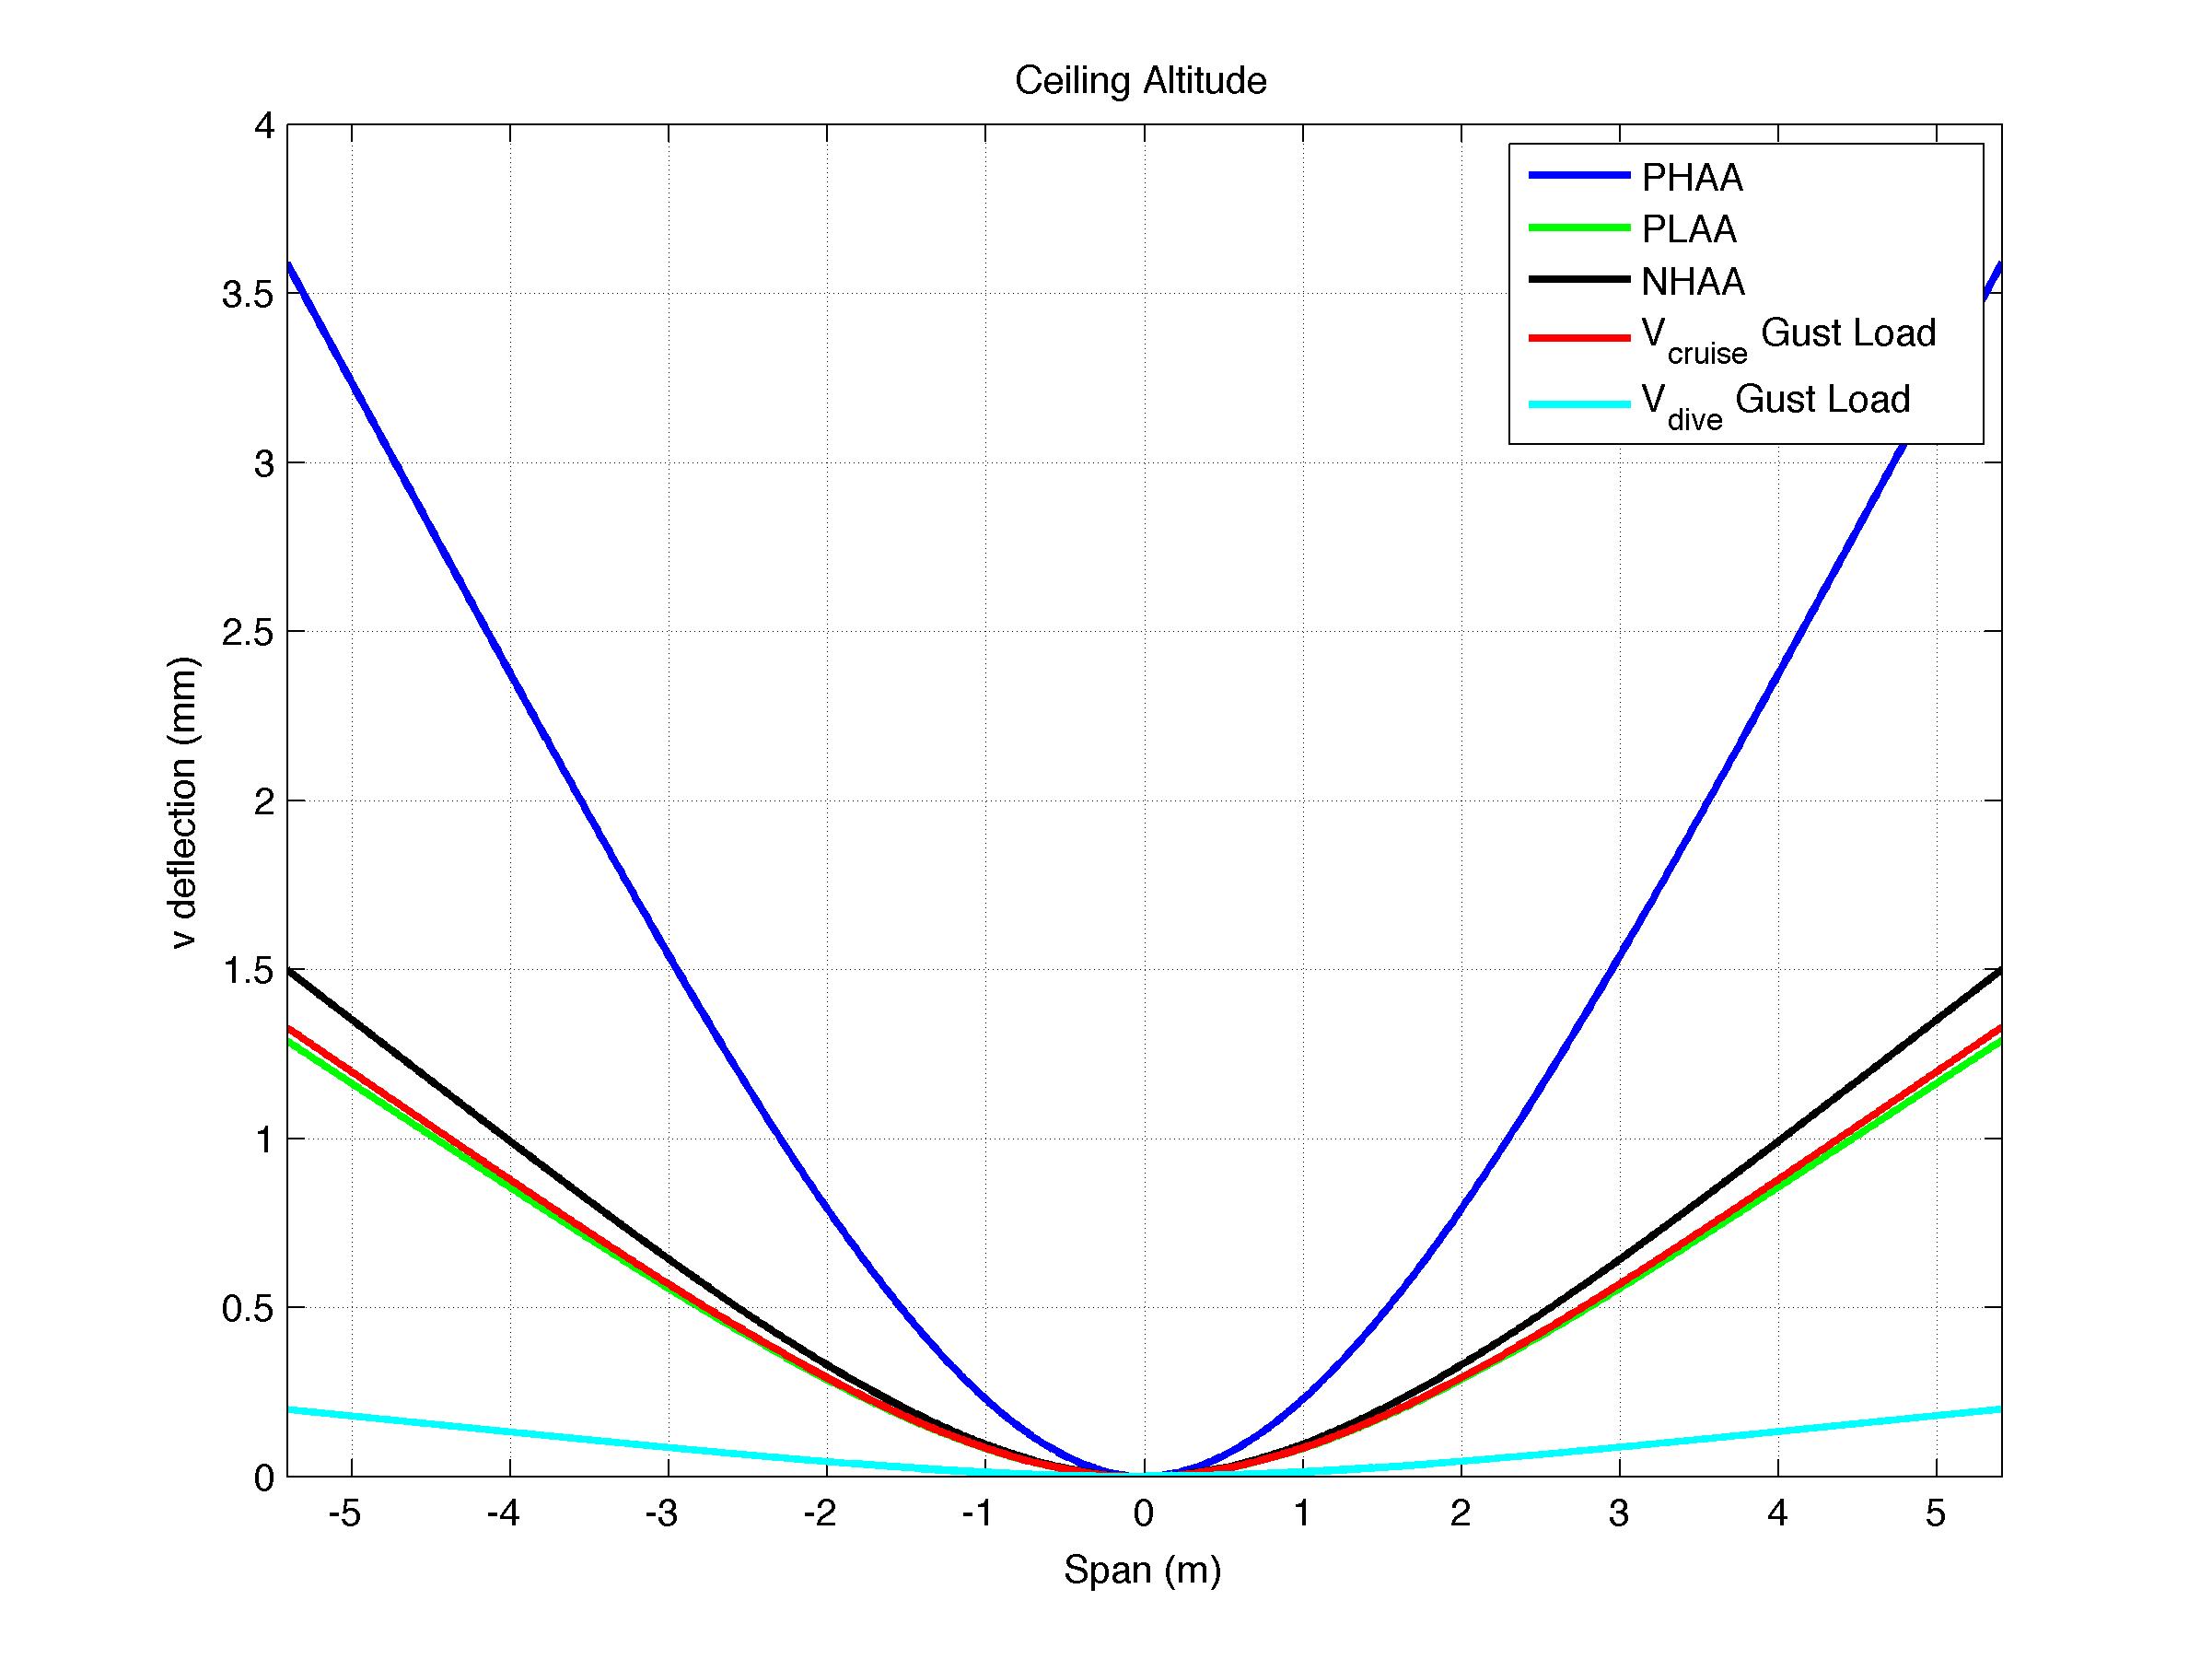 Ceiling Altitude
4
3.5
3
2.5
2
1.5
1
0.5
0
v deflection (mm)
PHAA
PLAA
NHAA
Vcruise Gust Load
Vdive Gust Load
-5 -4 -3 -2 -1 0 1 2 3 4 5
Span (m)